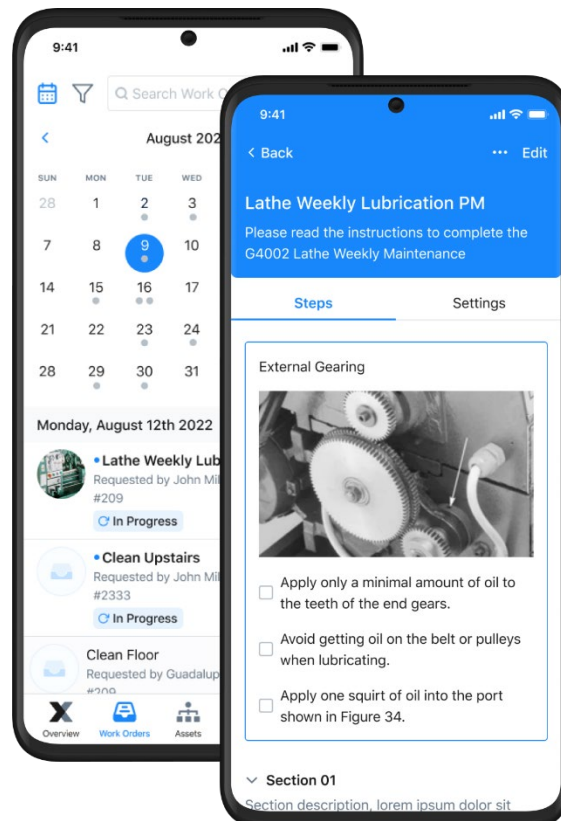 9:41
Search Work
August 202
SUN MON TUE WED
28 1 2 3
7 8 9 10
14 15 16 17
21 22 23 24
28 29 30 31
Monday, August 12th 2022
Lathe Weekly Lub
Requested by John Mil
#209
In Progress
Clean Upstairs
Requested by John Mil
#2333
In Progress
Clean Floor
Requested by Guadalup
#209
Overview Work Orders Assets
9:41
< Back ... Edit
Lathe Weekly Lubrication PM
Please read the instructions to complete the
G4002 Lathe Weekly Maintenance
Steps Settings
External Gearing
Apply only a minimal amount of oil to
the teeth of the end gears.
Avoid getting oil on the belt or pulleys
when lubricating.
Apply one squirt of oil into the port
shown in Figure 34.
Section 01
Section description, lorem ipsum dolor sit